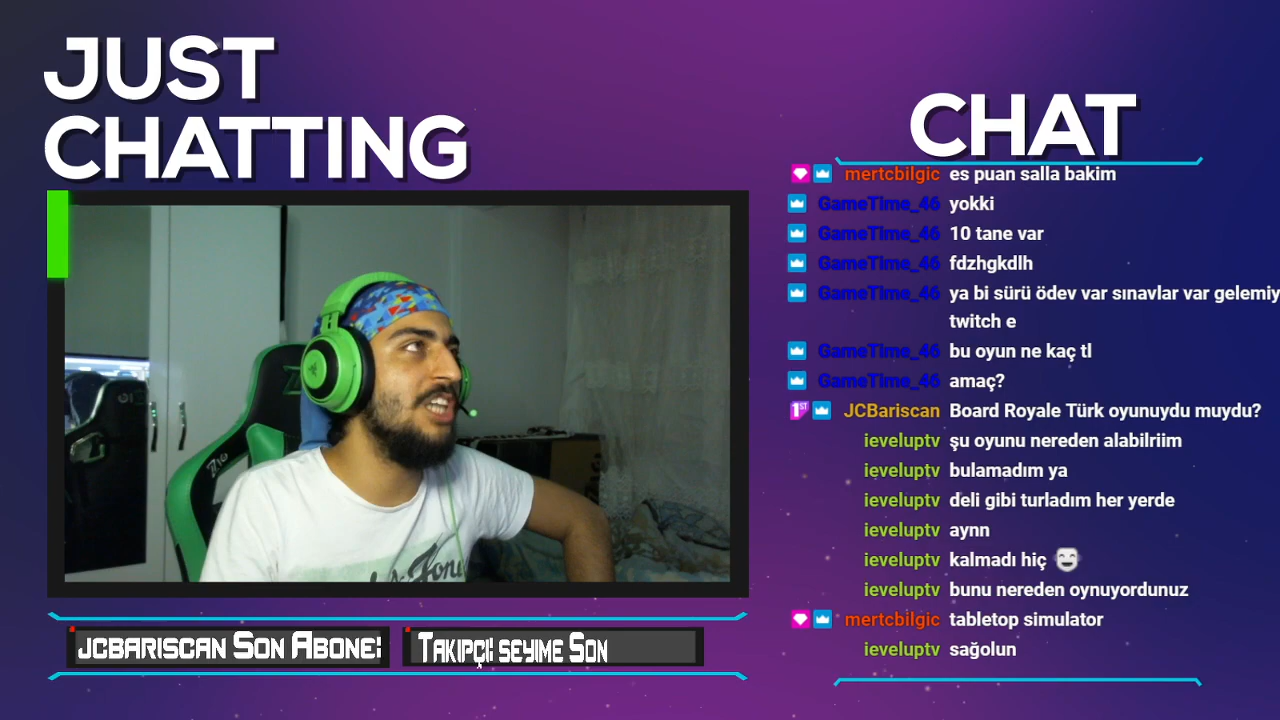 JUST
CHATTING
CHAT
mertcbilgic es puan salla bakim
GameTime_46 yokki
GameTime_46 10 tane var
GameTime_46 fdzhgkdlh
GameTime_46 ya bi sürü ödev var sınavlar var gelemiy
twitch e
GameTime_46 bu oyun ne kaç tl
GameTime_46 amaç?
1ST JCBariscan Board Royale Türk oyunuydu muydu?
ieveluptv şu oyunu nereden alabilriim
ieveluptv bulamadım ya
ieveluptv deli gibi turladım her yerde
ieveluptv aynn
ieveluptv kalmadı hiç
ieveluptv bunu nereden oynuyordunuz
mertcbilgic tabletop simulator
ieveluptv sağolun
jcbariscan Son Abone:
Takipçi: seyime Son